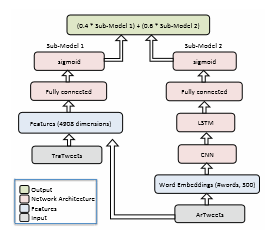 (0.4 * Sub-Model 1) + (0.6 * Sub-Model 2)
Sub-Model 1
Sub-Model 2
sigmoid
sigmoid
Fully connected
Fully connected
Features (4908 dimensions)
LSTM
TraTweets
CNN
Word Embeddings (#words, 300)
ArTweets
Output
Network Architecture
Features
Input